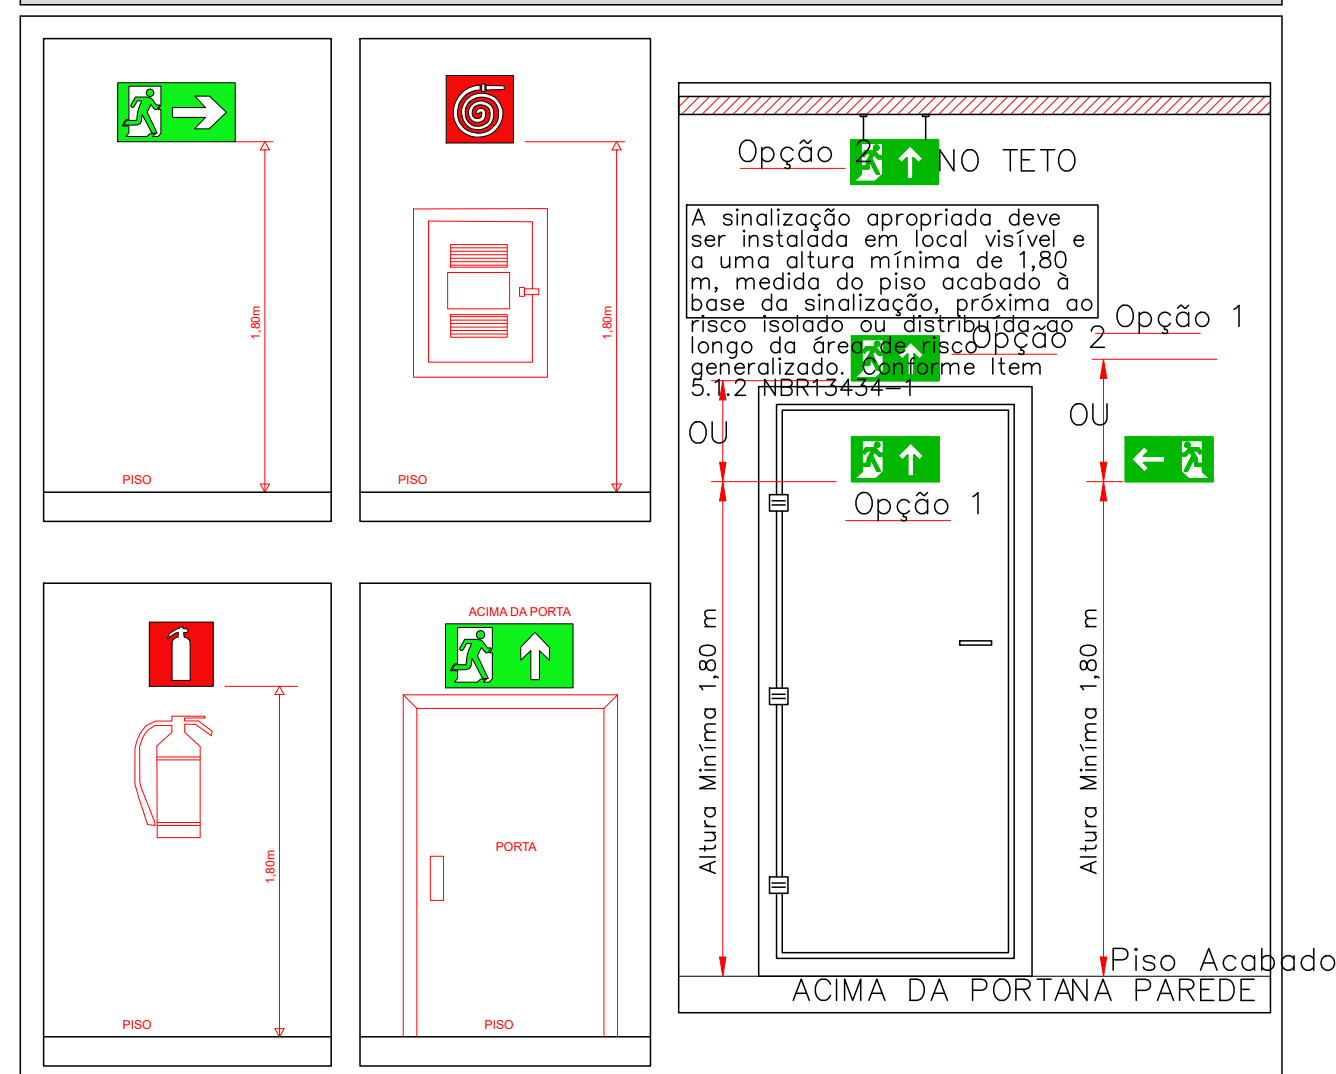 1,80m
PISO
1,80m
PISO
1,80m
PISO
ACIMA DA PORTA
PORTA
PISO
Opção 2
NO TETO
A sinalização apropriada deve
ser instalada em local visível e
a uma altura mínima de 1,80
m, medida do piso acabado à
base da sinalização, próxima ao
risco isolado ou distribuída ao
longo da área de risco
generalizado. Conforme Item
5.1.2 NBR13434-1
Opção 1
Opção 2
OU
OU
Opção 1
Altura Miníma 1,80 m
Altura Miníma 1,80 m
Piso Acabado
ACIMA DA PORTA
NA PAREDE